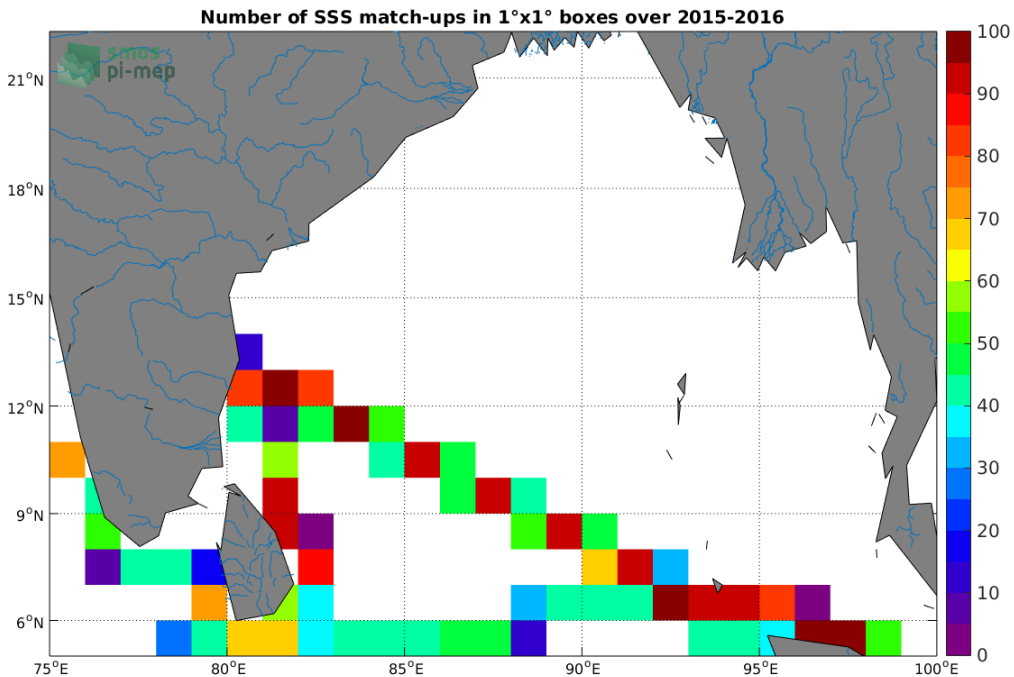 Number of SSS match-ups in 1°x1° boxes over 2015-2016
smos
pi-mep
21°N
18°N
15°N
12°N
9°N
6°N
75°E 80°E 85°E 90°E 95°E 100°E
100
90
80
70
60
50
40
30
20
10
0